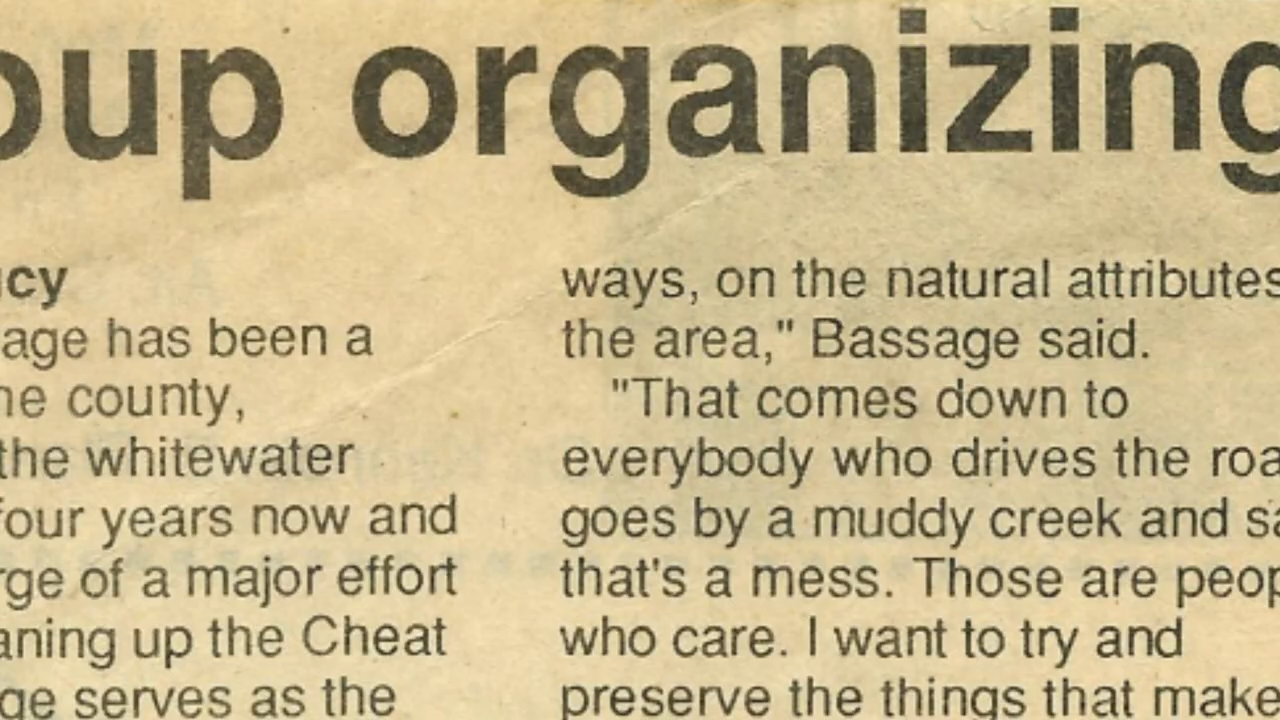 oup organizing
cy
age has been a
ne county,
the whitewater
four years now and
rge of a major effort
aning up the Cheat
ge serves as the
ways, on the natural attributes
the area," Bassage said.
"That comes down to
everybody who drives the roa
goes by a muddy creek and sa
that's a mess. Those are peop
who care. I want to try and
preserve the things that make